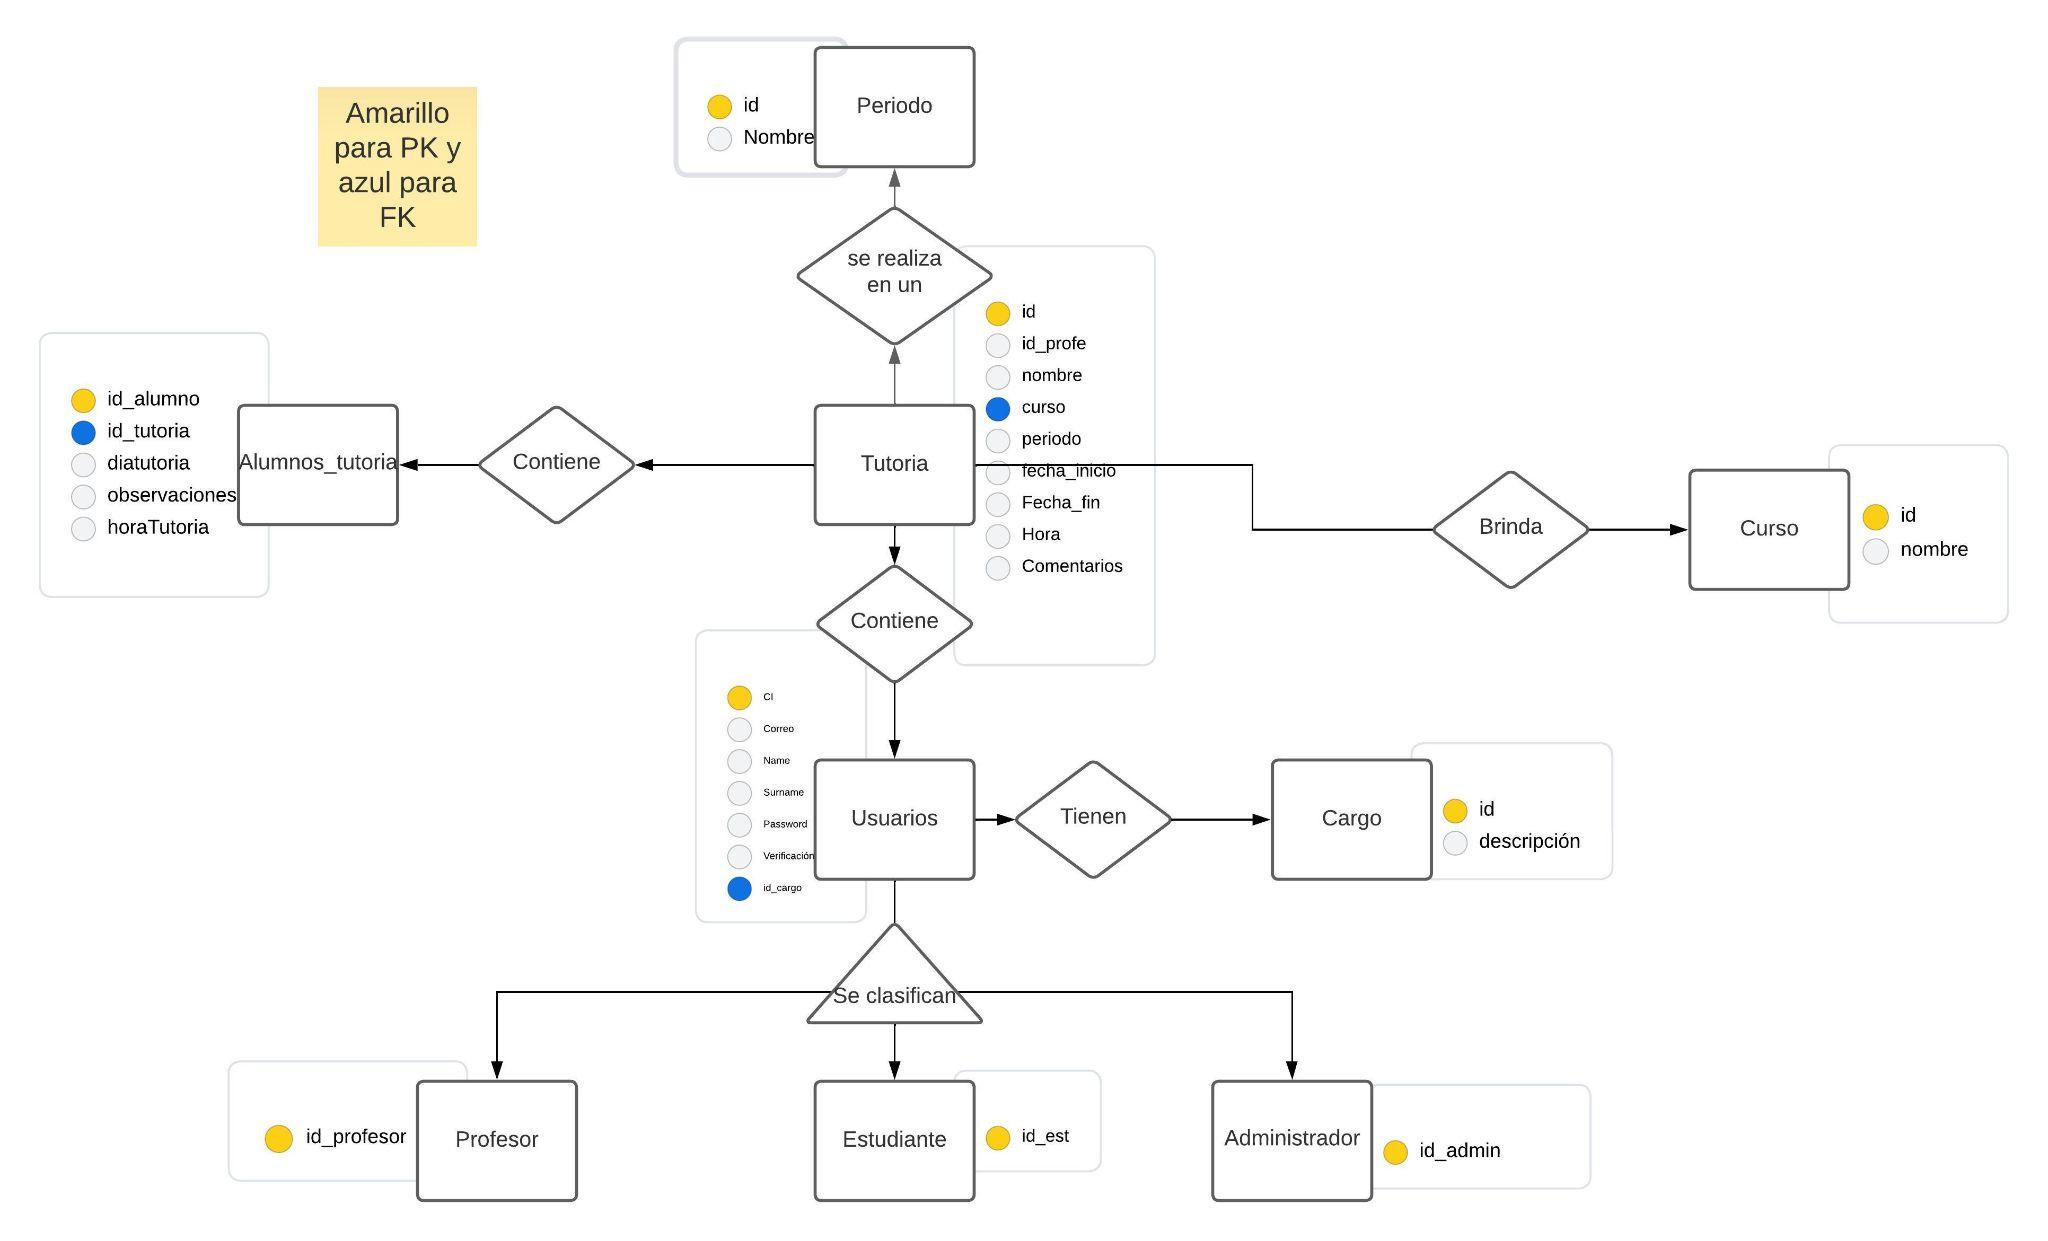 Amarillo
para PK y
azul para
FK
id
Nombre
Periodo
se realiza
en un
id
id_profe
nombre
curso
periodo
fecha_inicio
Fecha_fin
Hora
Comentarios
id_alumno
id_tutoria
diatutoria
observaciones
horaTutoria
Alumnos_tutoria
Contiene
Tutoria
Brinda
Curso
id
nombre
Contiene
CI
Correo
Name
Surname
Password
Verificación
id_cargo
Usuarios
Tienen
Cargo
id
descripción
Se clasifican
id_profesor
Profesor
Estudiante
id_est
Administrador
id_admin